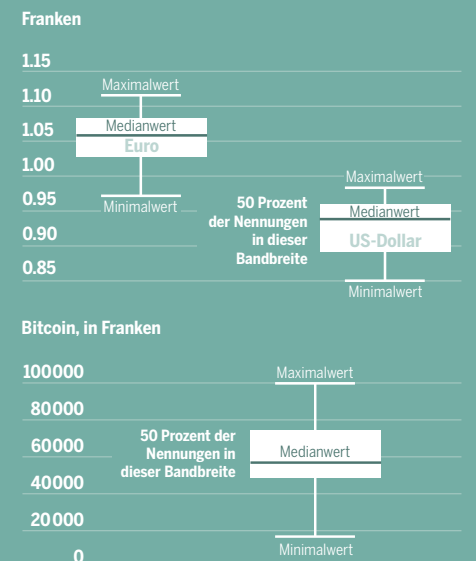 Franken
1.15
Maximalwert
1.10
Medianwert
1.05
Euro
1.00
Maximalwert
0.95
Minimalwert
50 Prozent
der Nennungen
in dieser
Bandbreite
Medianwert
0.90
US-Dollar
0.85
Minimalwert
Bitcoin, in Franken
100000
Maximalwert
80000
60000
50 Prozent der
Nennungen in
dieser Bandbreite
Medianwert
40000
20000
Minimalwert
0